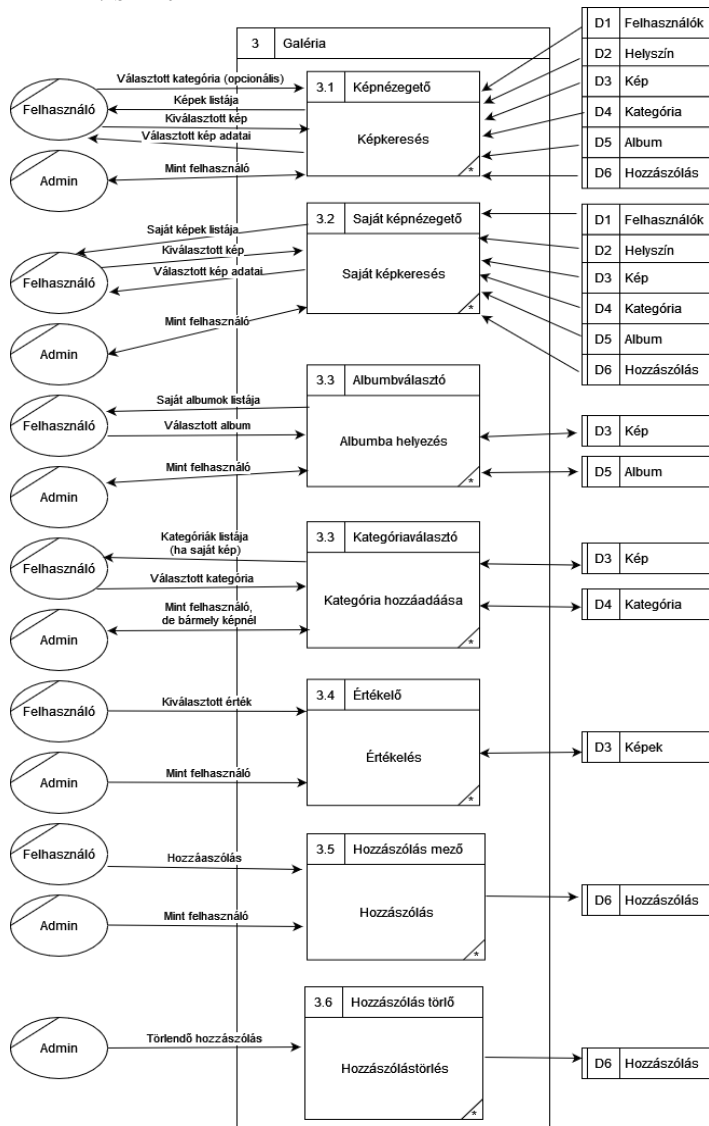 3 Galéria
Felhasználó
Választott kategória (opcionális)
Képek listája
Kiválasztott kép
Választott kép adatai
Admin
Mint felhasználó
3.1 Képnézegető
Képkeresés
*
D1 Felhasználók
D2 Helyszín
D3 Kép
D4 Kategória
D5 Album
D6 Hozzászólás
Felhasználó
Saját képek listája
Kiválasztott kép
Választott kép adatai
Admin
Mint felhasználó
3.2 Saját képnézegető
Saját képkeresés
*
D1 Felhasználók
D2 Helyszín
D3 Kép
D4 Kategória
D5 Album
D6 Hozzászólás
Felhasználó
Saját albumok listája
Választott album
Admin
Mint felhasználó
3.3 Albumbválasztó
Albumba helyezés
*
D3 Kép
D5 Album
Felhasználó
Kategóriák listája
(ha saját kép)
Választott kategória
Admin
Mint felhasználó,
de bármely képnél
3.3 Kategóriaválasztó
Kategória hozzáadáása
*
D3 Kép
D4 Kategória
Felhasználó
Kiválasztott érték
Admin
Mint felhasználó
3.4 Értékelő
Értékelés
*
D3 Képek
Felhasználó
Hozzáaszólás
Admin
Mint felhasználó
3.5 Hozzászólás mező
Hozzászólás
*
D6 Hozzászólás
Admin
Törlendő hozzászólás
3.6 Hozzászólás törlő
Hozzászólástörlés
*
D6 Hozzászólás